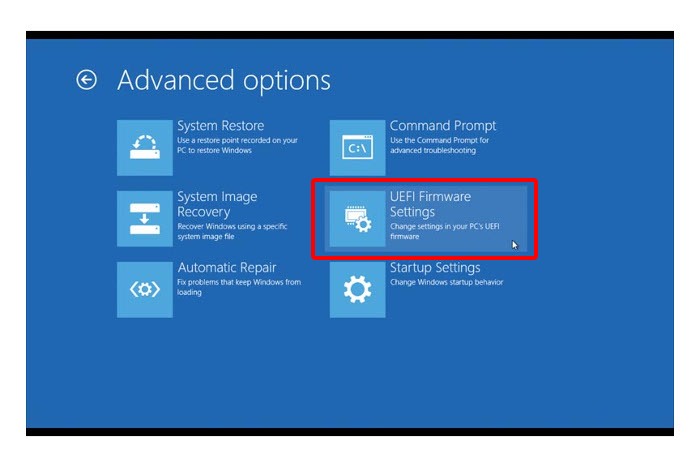 Advanced options
System Restore
Use a restore point recorded on your
PC to restore Windows
Command Prompt
Use the Command Prompt for
advanced troubleshooting
C:\
System Image
Recovery
Recover Windows using a specific
system image file
UEFI Firmware
Settings
Change settings in your PC's UEFI
firmware
Automatic Repair
Fix problems that keep Windows from
loading
Startup Settings
Change Windows startup behavior